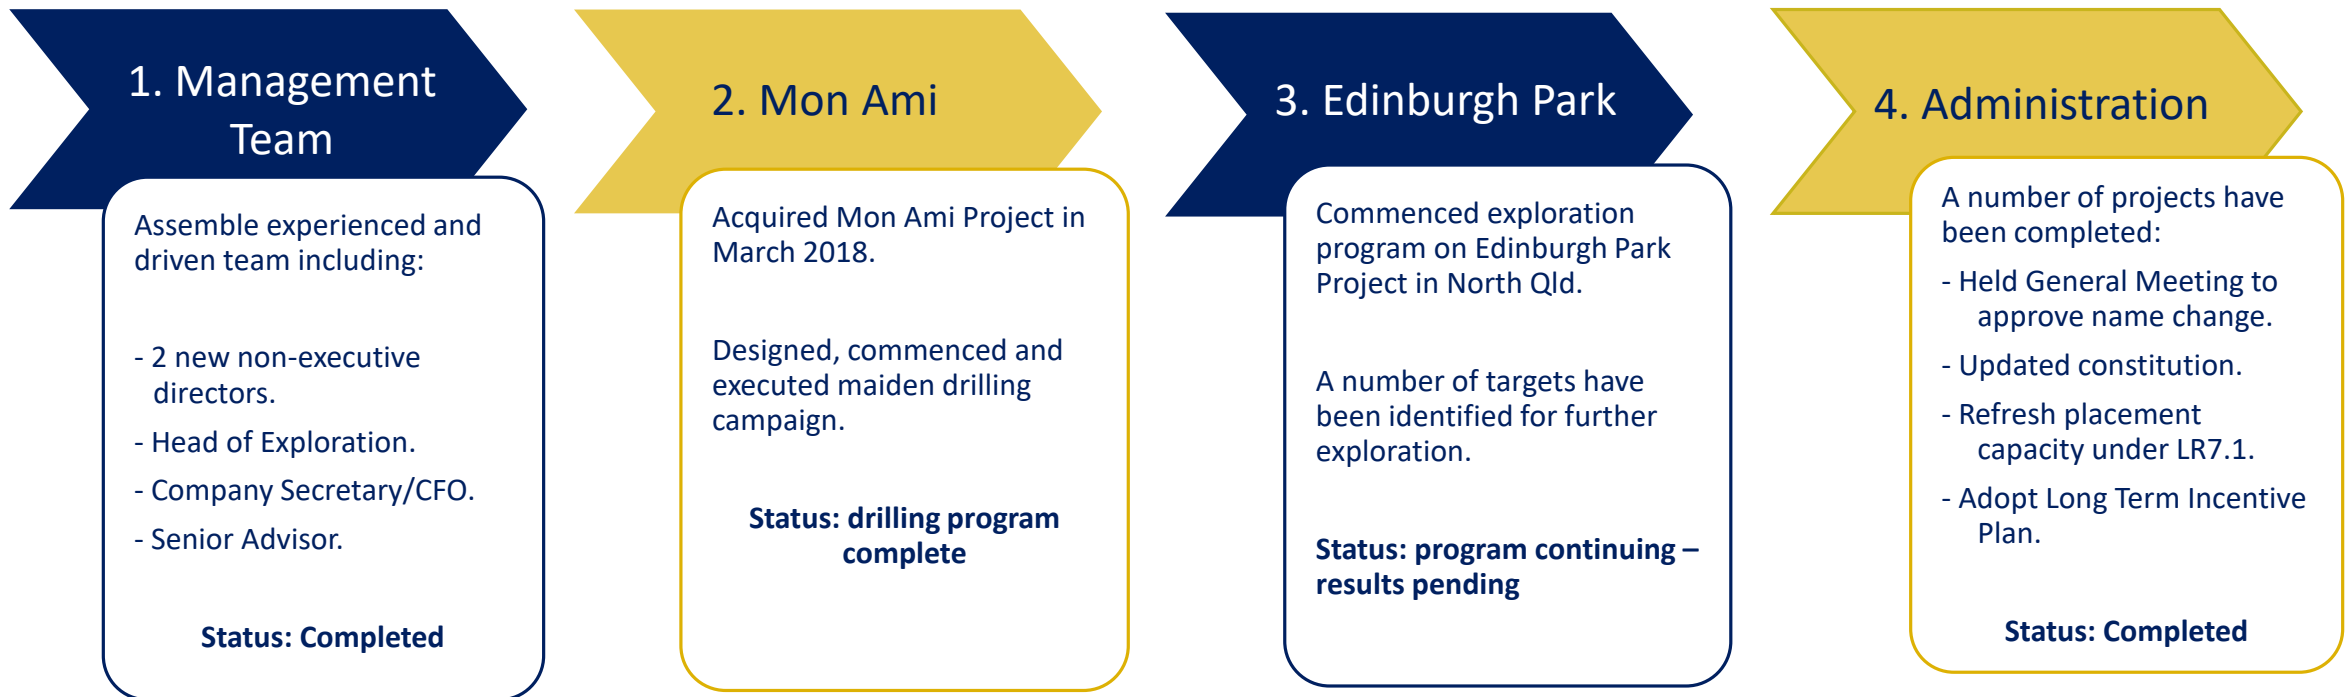 1. Management
Team
Assemble experienced and
driven team including:
- 2 new non-executive
directors.
- Head of Exploration.
- Company Secretary/CFO.
- Senior Advisor.
Status: Completed
2. Mon Ami
Acquired Mon Ami Project in
March 2018.
Designed, commenced and
executed maiden drilling
campaign.
Status: drilling program
complete
3. Edinburgh Park
Commenced exploration
program on Edinburgh Park
Project in North Qld.
A number of targets have
been identified for further
exploration.
Status: program continuing –
results pending
4. Administration
A number of projects have
been completed:
- Held General Meeting to
approve name change.
- Updated constitution.
- Refresh placement
capacity under LR7.1.
- Adopt Long Term Incentive
Plan.
Status: Completed